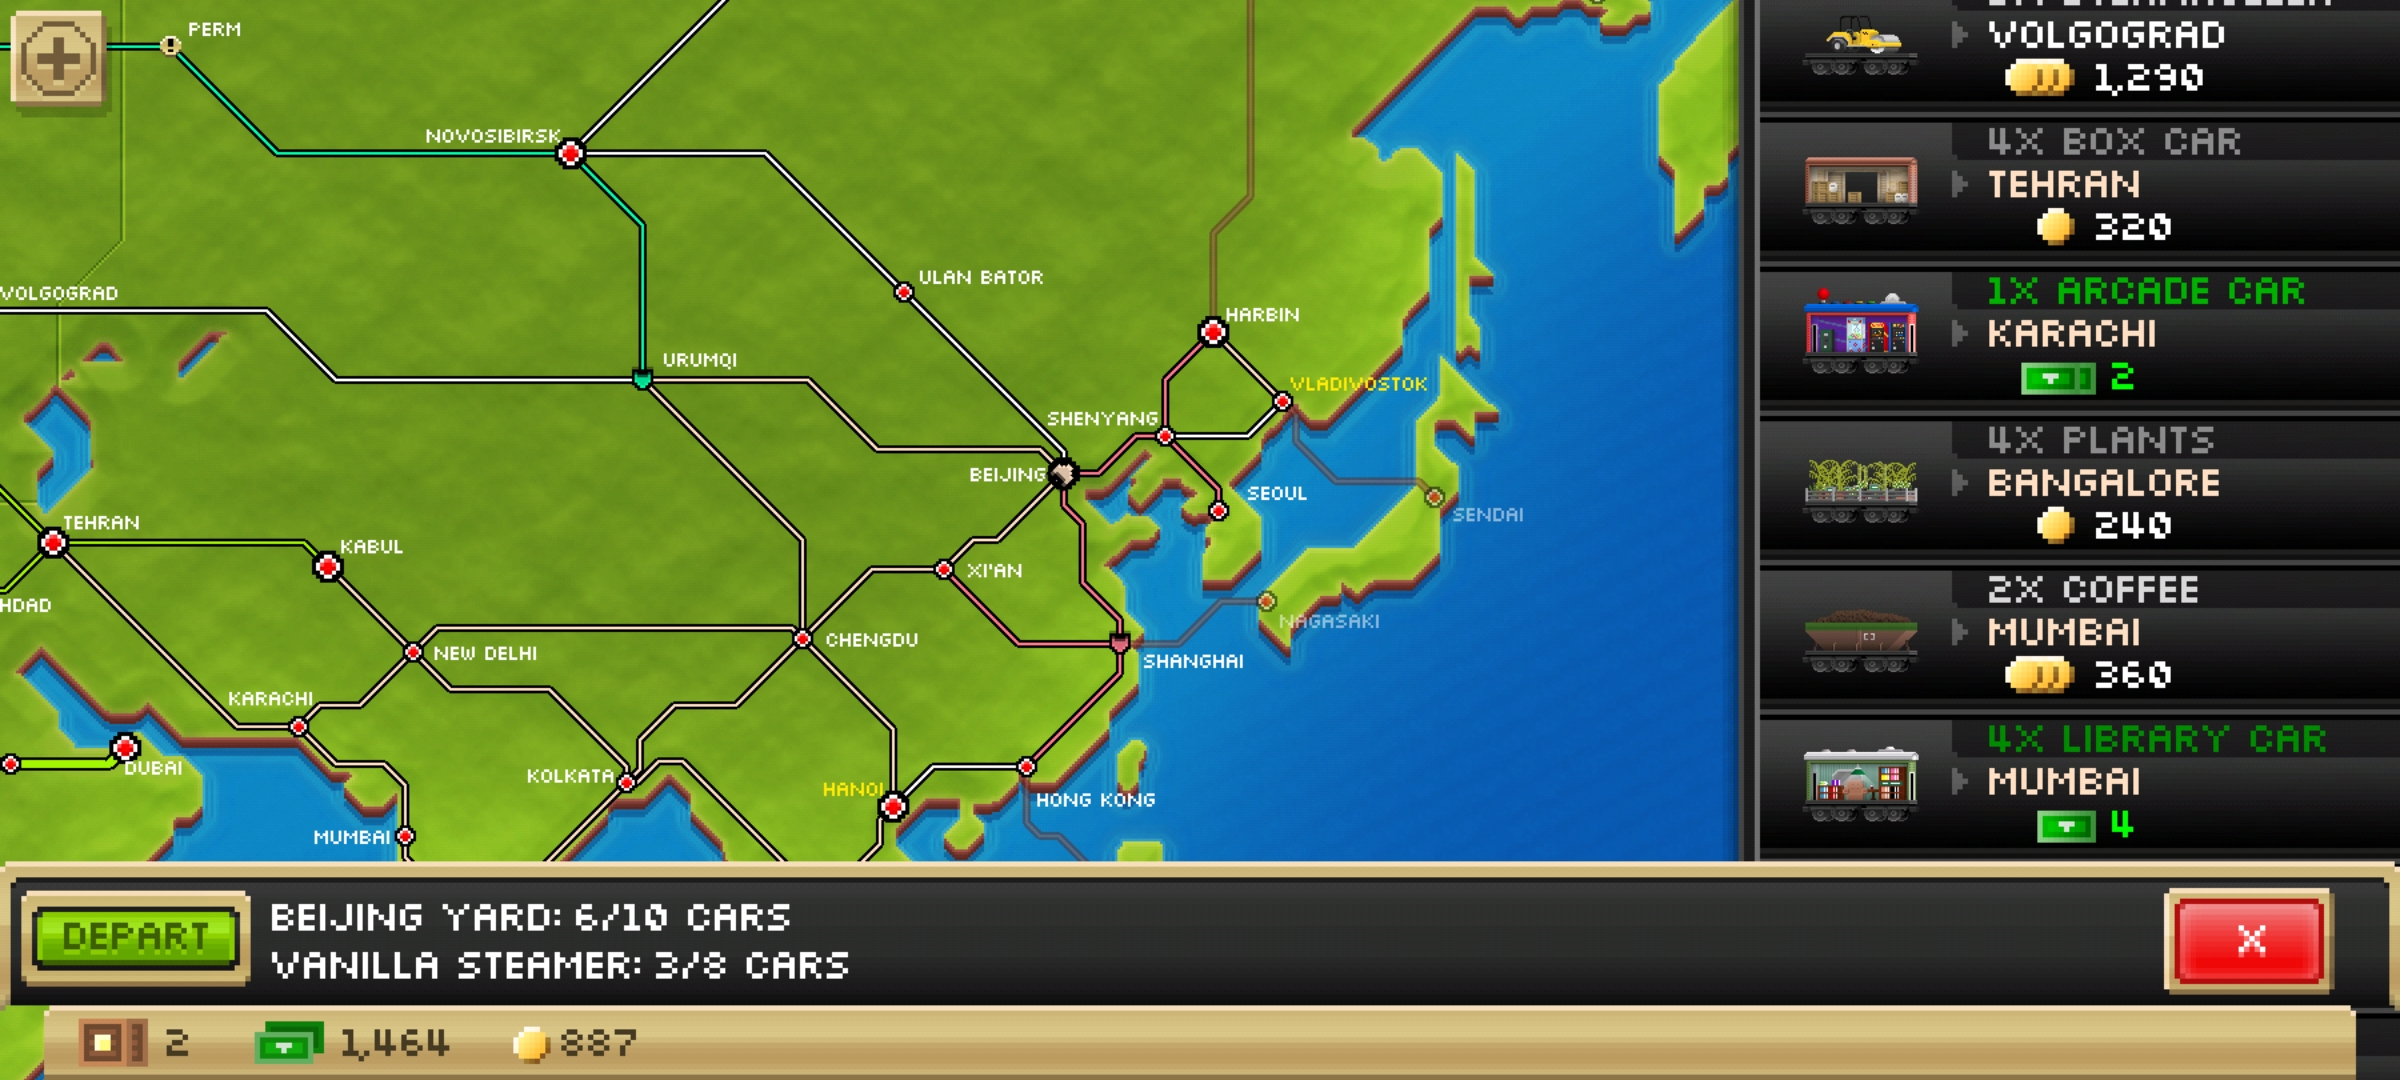 PERM
NOVOSIBIRSK
ULAN BATOR
VOLGOGRAD
HARBIN
URUMQI
VLADIVOSTOK
SHENYANG
BEIJING
SEOUL
SENDAI
TEHRAN
KABUL
XI'AN
HDAD
NAGASAKI
CHENGDU
NEW DELHI
SHANGHAI
KARACHI
DUBAI
KOLKATA
HANOI
HONG KONG
MUMBAI
VOLGOGRAD
1,290
4X BOX CAR
TEHRAN
320
1X ARCADE CAR
KARACHI
2
4X PLANTS
BANGALORE
240
2X COFFEE
MUMBAI
360
4X LIBRARY CAR
MUMBAI
4
DEPART
BEIJING YARD: 6/10 CARS
VANILLA STEAMER: 3/8 CARS
X
2
1,464
887